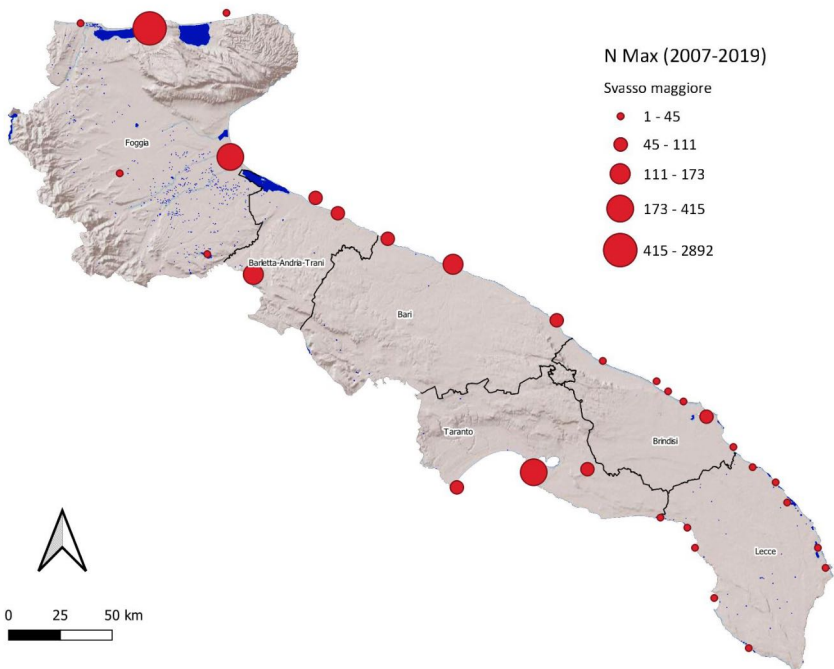 N Max (2007-2019)
Svasso maggiore
1 - 45
45 - 111
111 - 173
173 - 415
415 - 2892
Foggia
Barletta-Andria-Trani
Bari
Taranto
Brindisi
Lecce
0 25 50 km